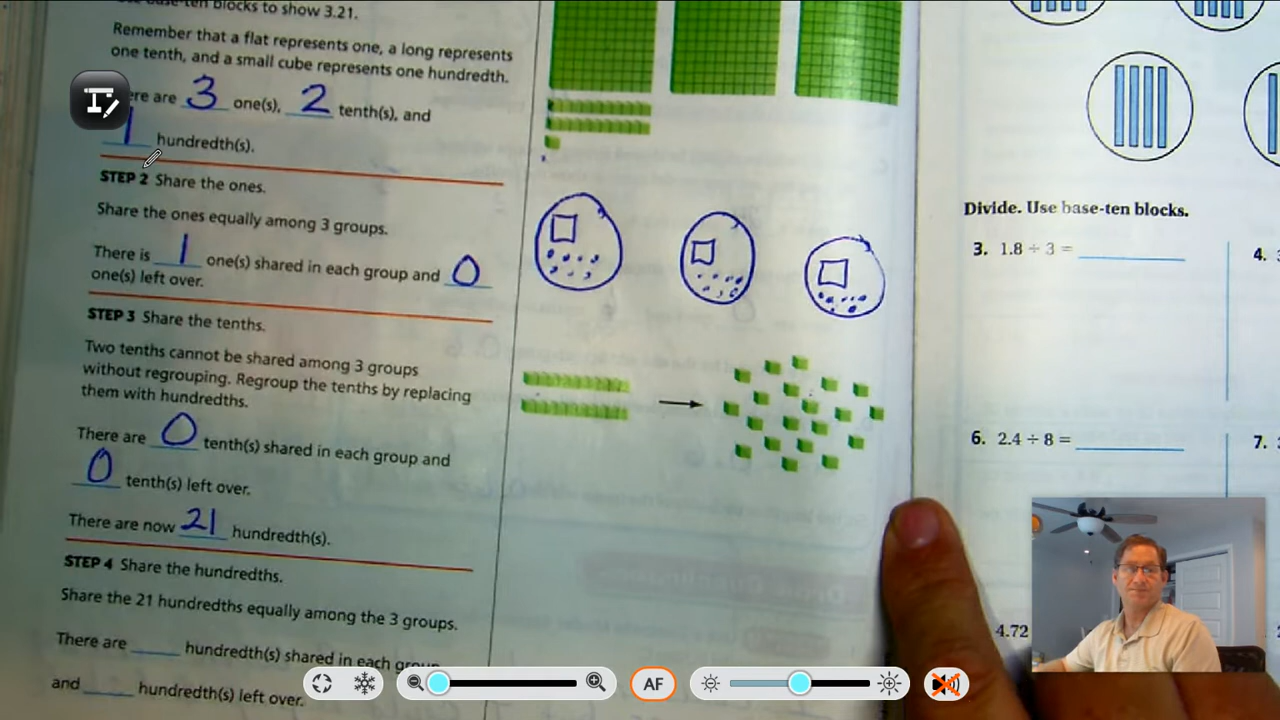 base-ten blocks to show 3.21.
Remember that a flat represents one, a long represents
one tenth, and a small cube represents one hundredth.
are 3 one(s), 2 tenth(s), and
1 hundredth(s).
STEP 2 Share the ones.
Share the ones equally among 3 groups.
There is 1 one(s) shared in each group and 0
one(s) left over.
STEP 3 Share the tenths.
Two tenths cannot be shared among 3 groups
without regrouping. Regroup the tenths by replacing
them with hundredths.
There are 0 tenth(s) shared in each group and
0 tenth(s) left over.
There are now 21 hundredth(s).
STEP 4 Share the hundredths.
Share the 21 hundredths equally among the 3 groups.
There are ____ hundredth(s) shared in each group
and ____ hundredth(s) left over.
Divide. Use base-ten blocks.
3. 1.8 ÷ 3 = ____
4.
6. 2.4 ÷ 8 = ____
7.
4.72
AF